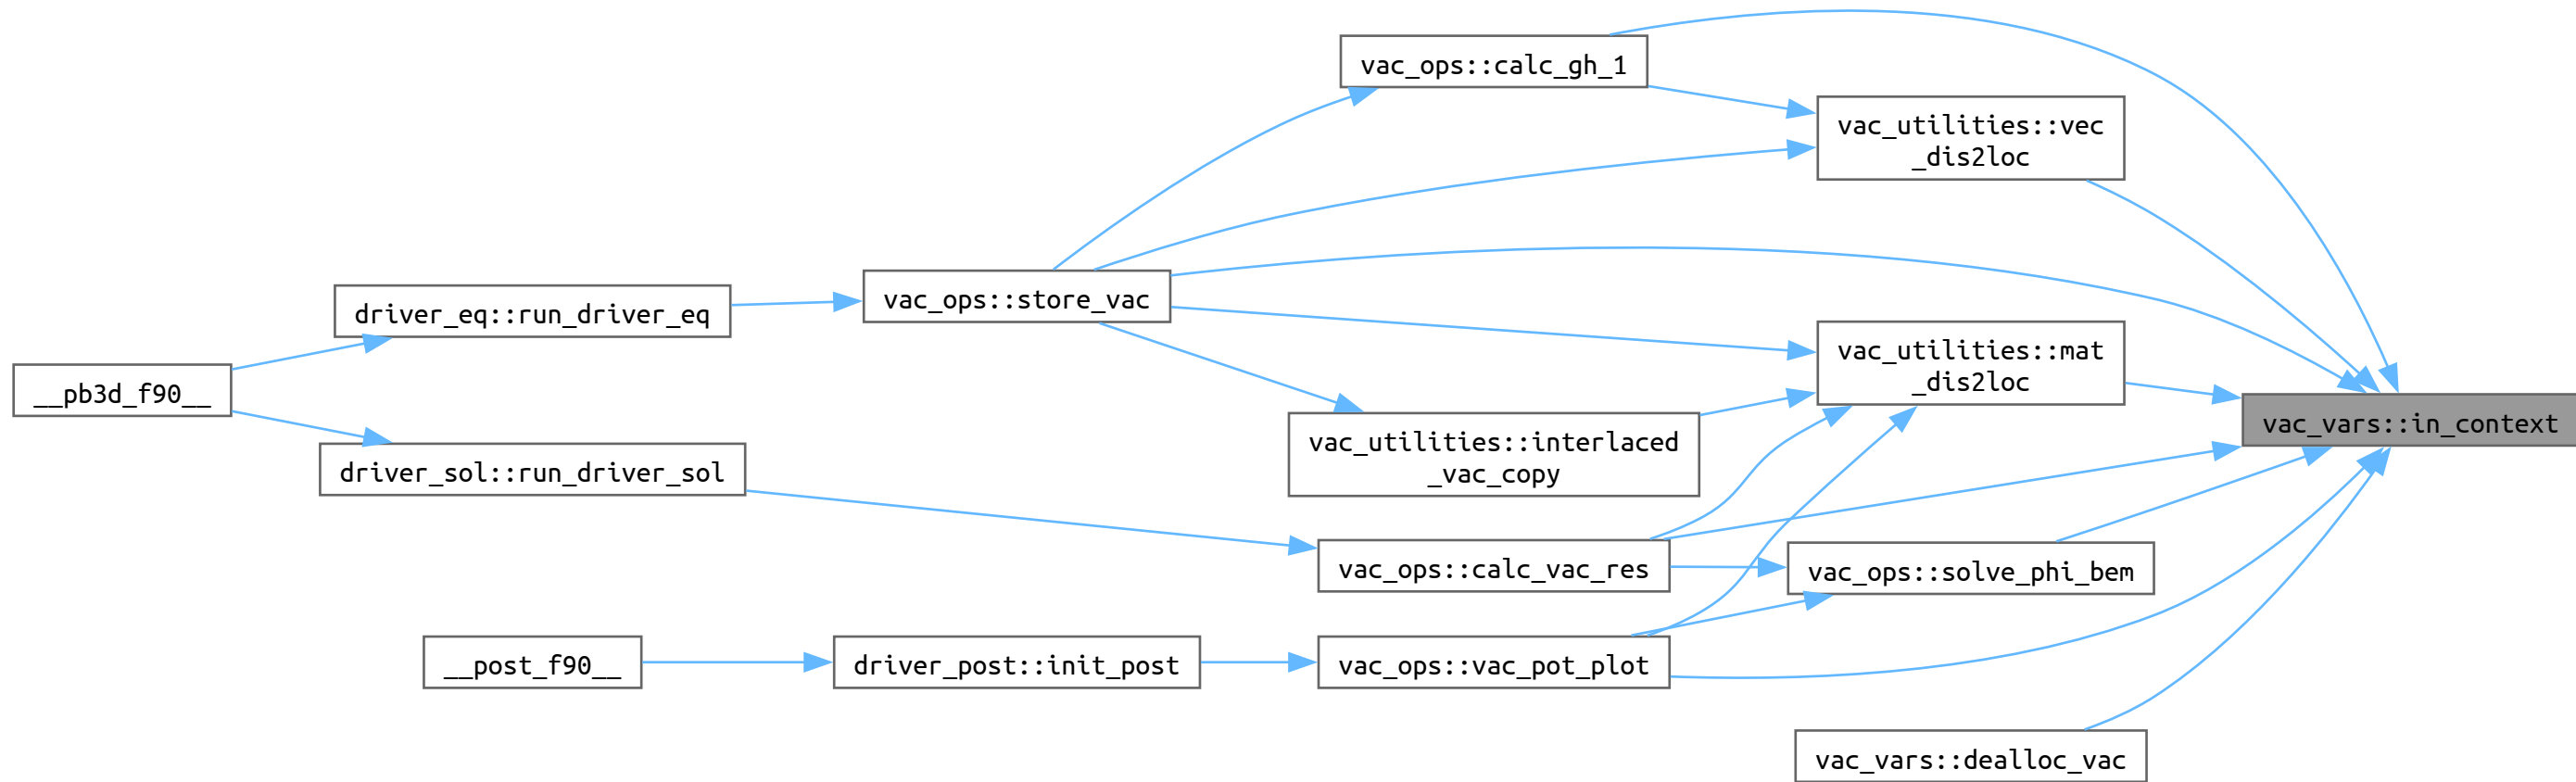 vac_ops::calc_gh_1
vac_utilities::vec
_dis2loc
vac_ops::store_vac
driver_eq::run_driver_eq
vac_utilities::mat
_dis2loc
__pb3d_f90__
vac_vars::in_context
vac_utilities::interlaced
_vac_copy
driver_sol::run_driver_sol
vac_ops::calc_vac_res
vac_ops::solve_phi_bem
__post_f90__
driver_post::init_post
vac_ops::vac_pot_plot
vac_vars::dealloc_vac